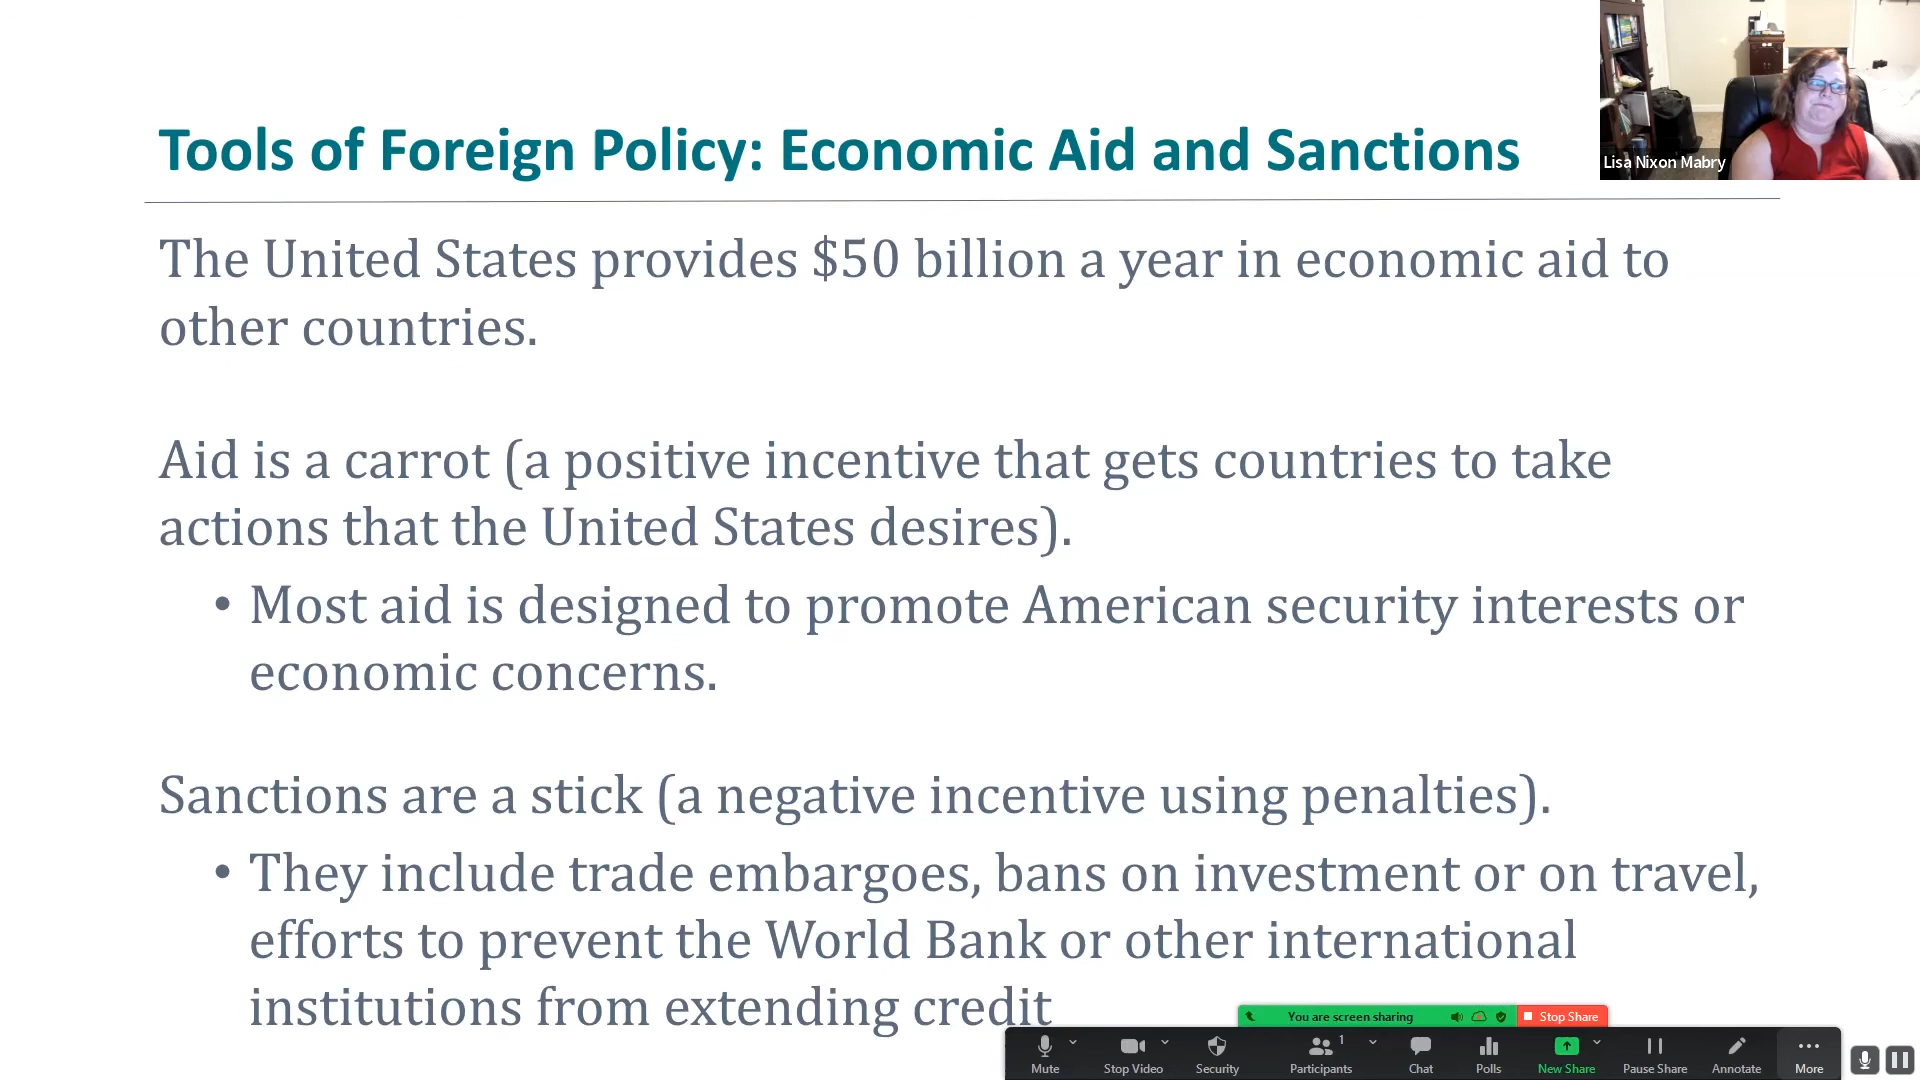 Tools of Foreign Policy: Economic Aid and Sanctions
Lisa Nixon Mabry
The United States provides $50 billion a year in economic aid to
other countries.
Aid is a carrot (a positive incentive that gets countries to take
actions that the United States desires).
• Most aid is designed to promote American security interests or
economic concerns.
Sanctions are a stick (a negative incentive using penalties).
• They include trade embargoes, bans on investment or on travel,
efforts to prevent the World Bank or other international
institutions from extending credit
You are screen sharing Stop Share
1
Mute Stop Video Security Participants Chat Polls New Share Pause Share Annotate More